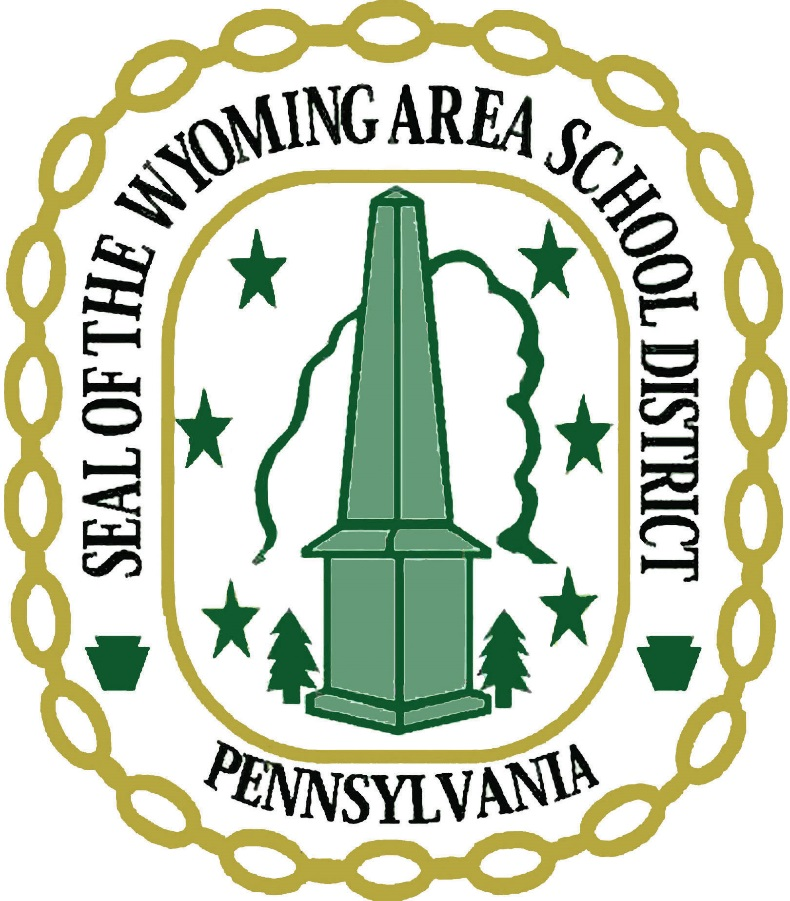 SEAL OF THE WYOMING AREA SCHOOL DISTRICT
PENNSYLVANIA